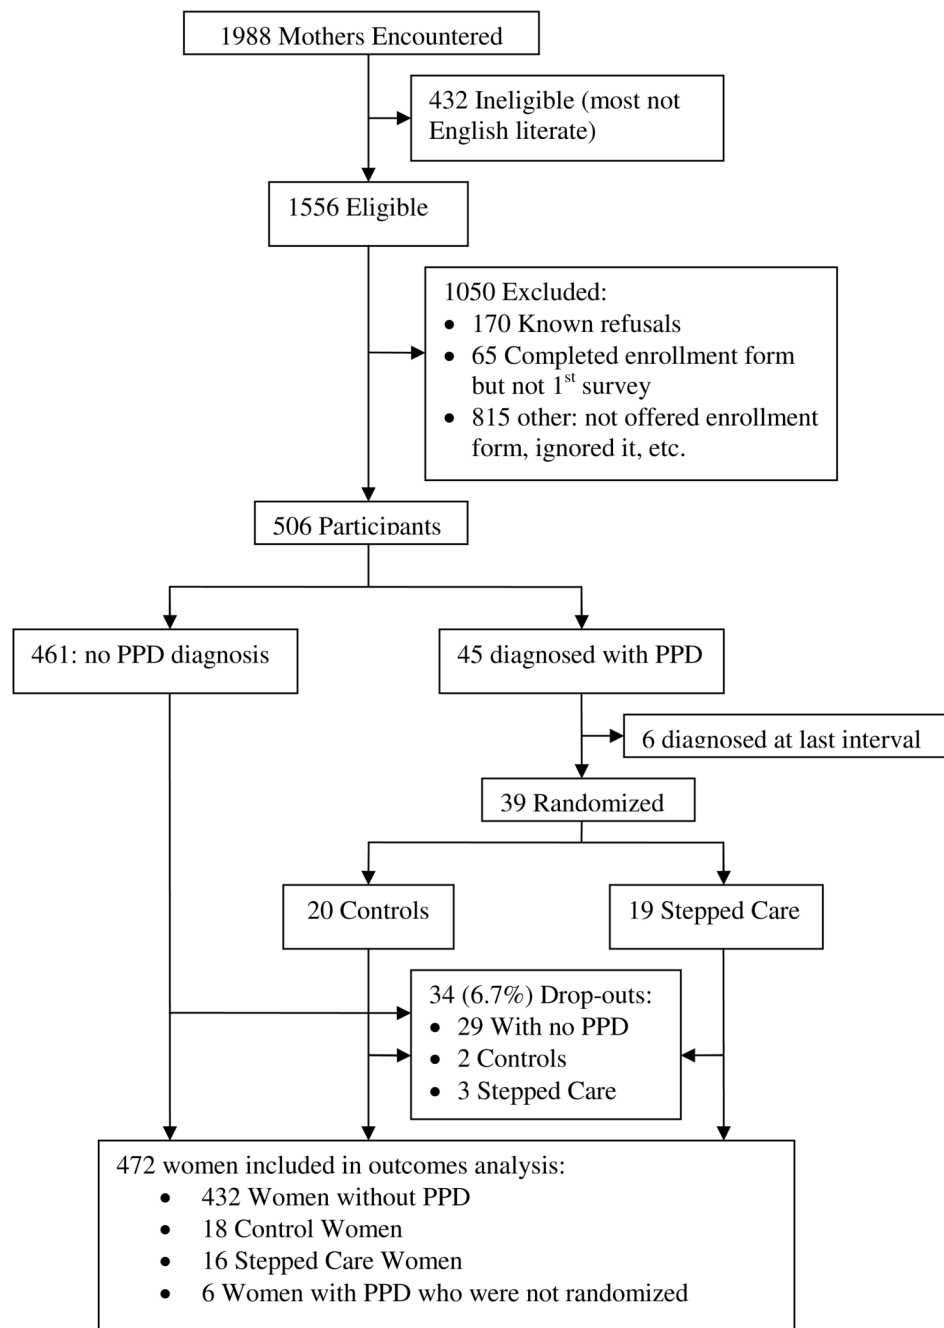 1988 Mothers Encountered
432 Ineligible (most not
English literate)
1556 Eligible
1050 Excluded:
• 170 Known refusals
• 65 Completed enrollment form
but not 1st survey
• 815 other: not offered enrollment
form, ignored it, etc.
506 Participants
461: no PPD diagnosis
45 diagnosed with PPD
6 diagnosed at last interval
39 Randomized
20 Controls
19 Stepped Care
34 (6.7%) Drop-outs:
• 29 With no PPD
• 2 Controls
• 3 Stepped Care
472 women included in outcomes analysis:
• 432 Women without PPD
• 18 Control Women
• 16 Stepped Care Women
• 6 Women with PPD who were not randomized